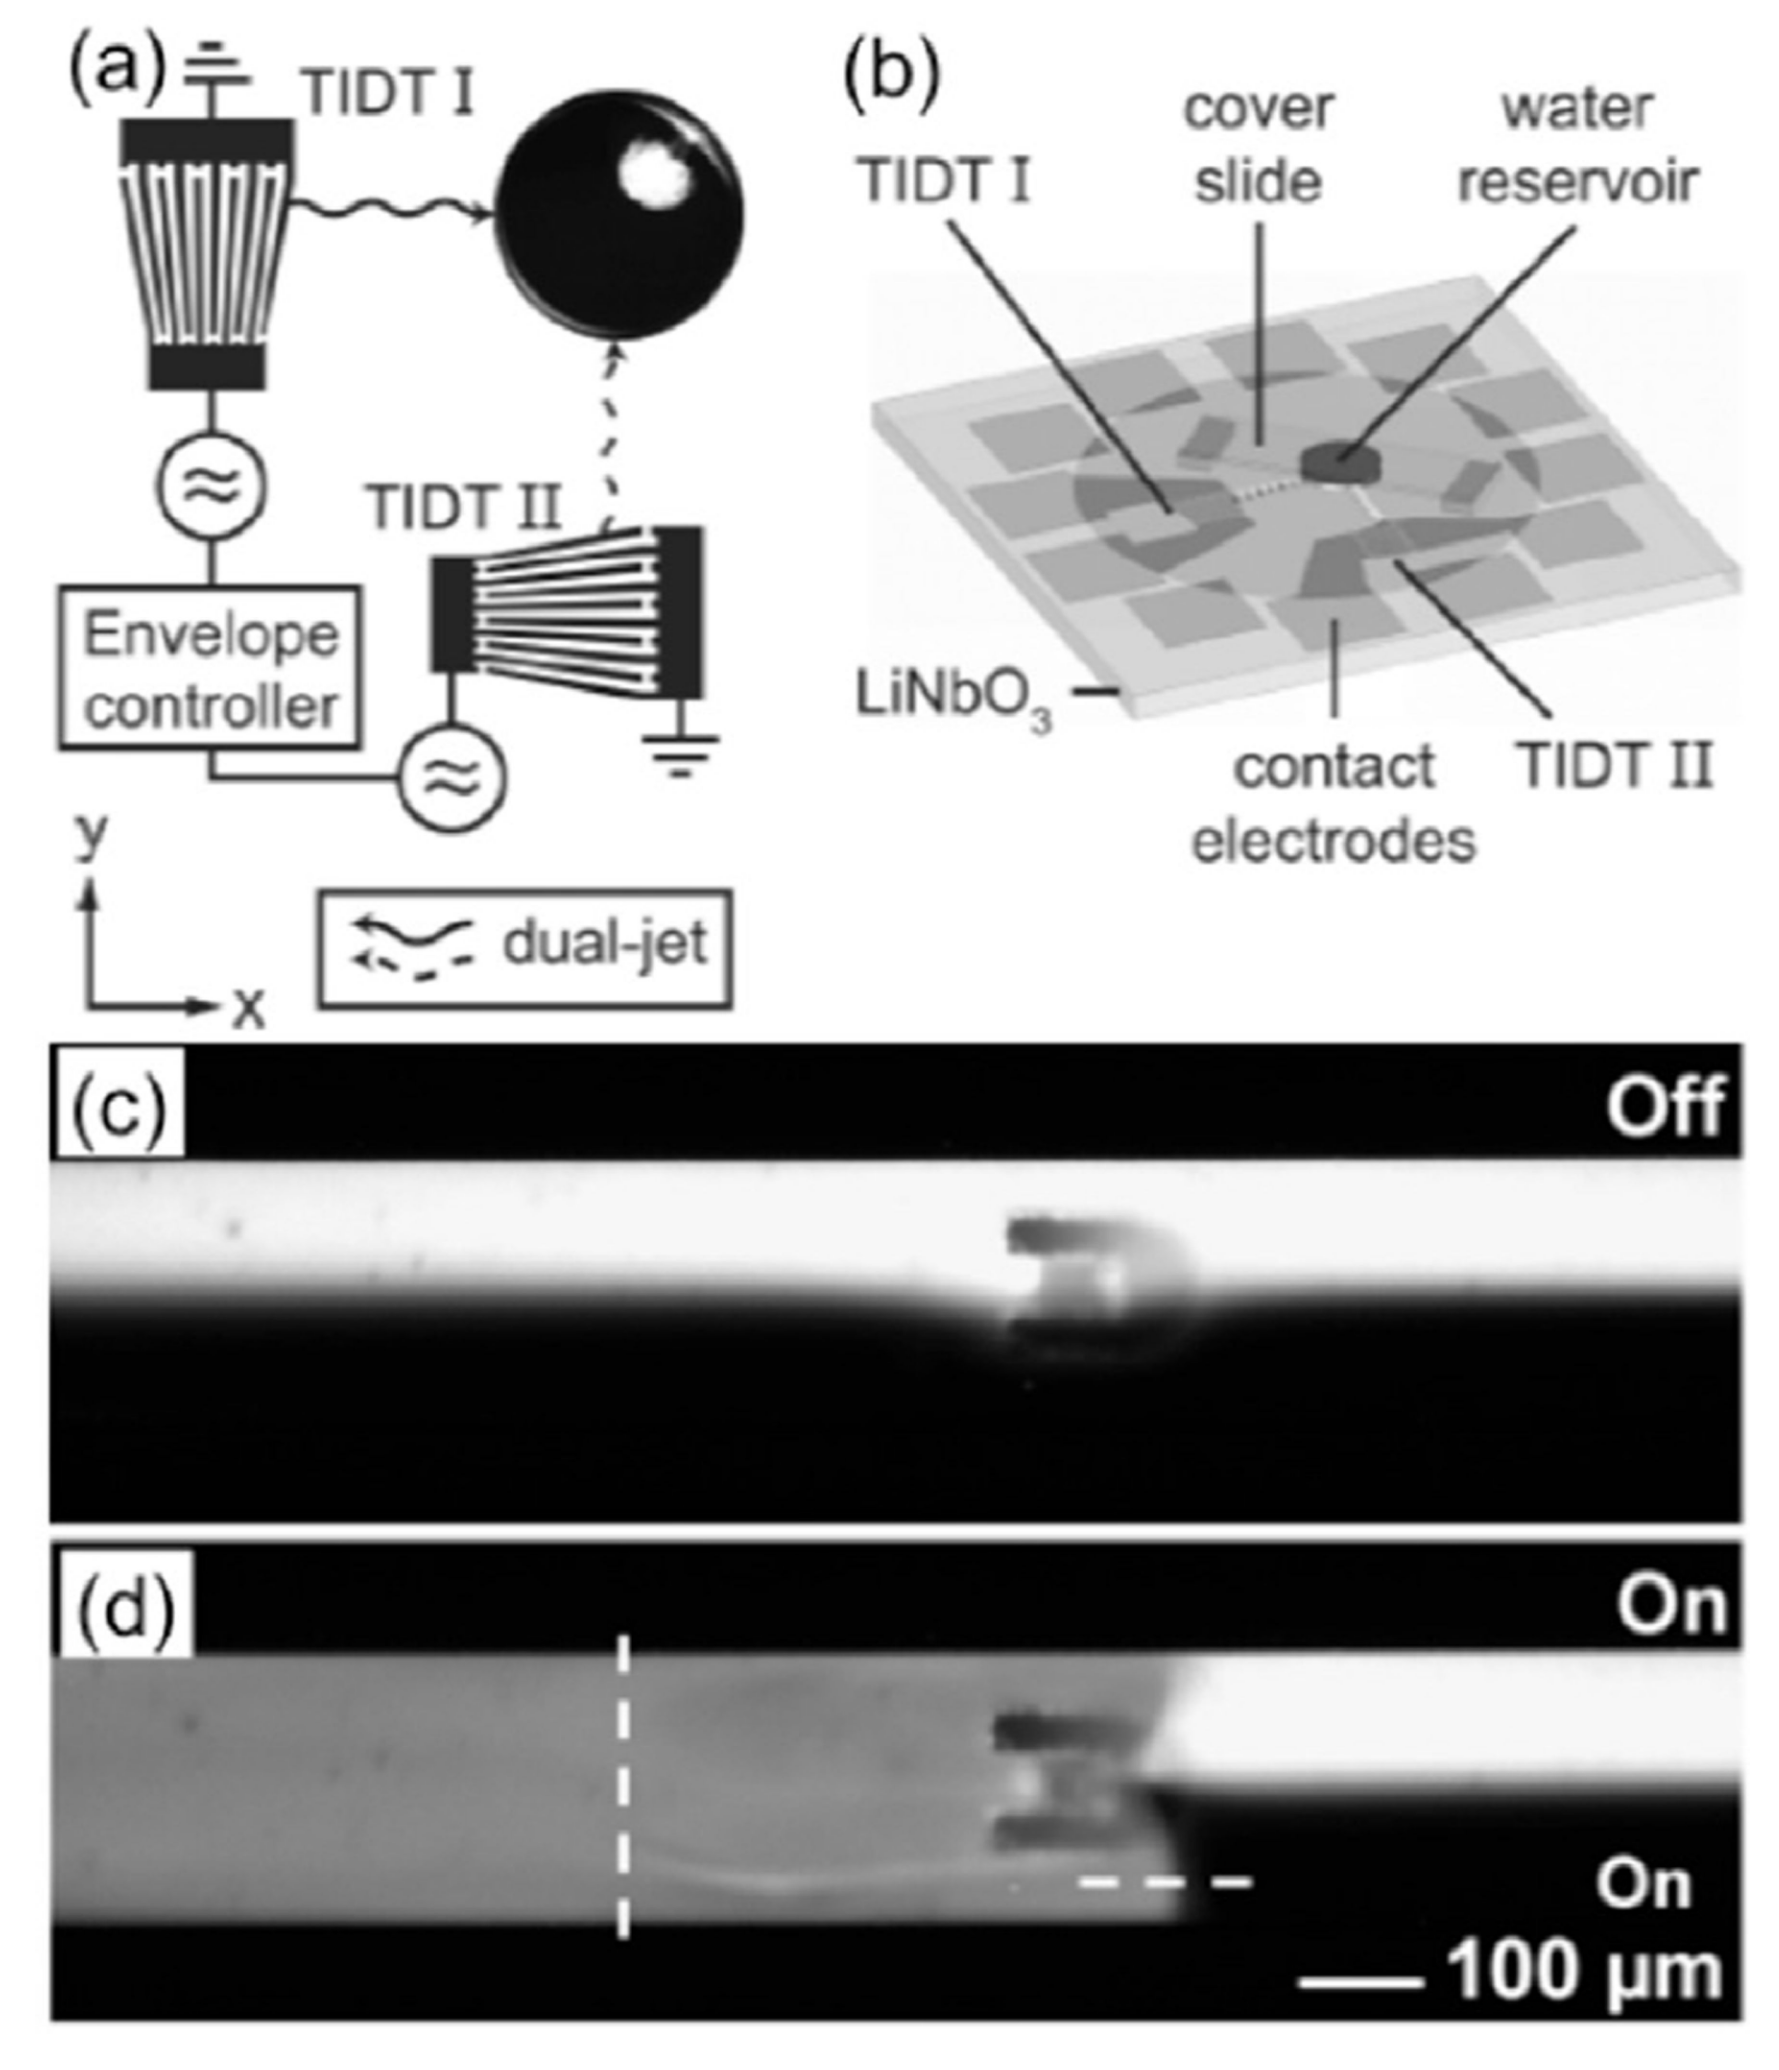 (a)
TIDT I
TIDT II
Envelope
controller
y
x
dual-jet
(b)
cover
slide
water
reservoir
TIDT I
LiNbO3
contact
electrodes
TIDT II
(c)
Off
(d)
On
On
100 µm